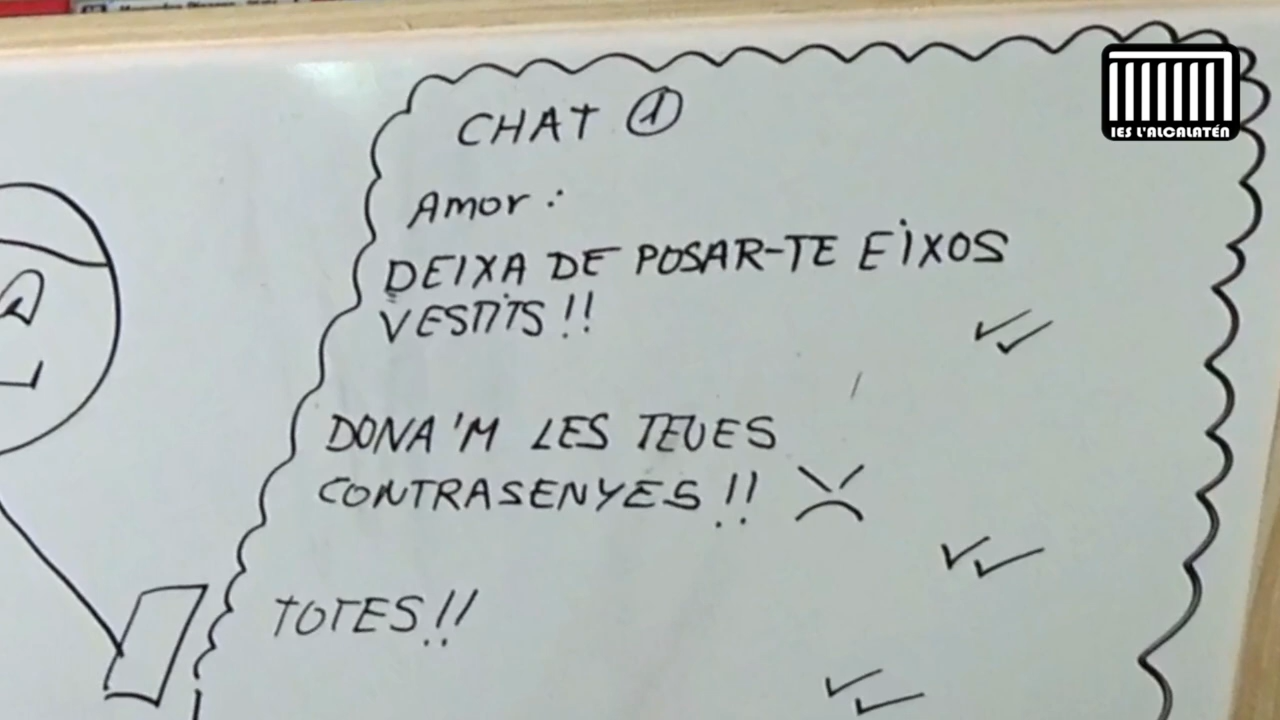 IES L'ALCALATÉN
CHAT 1
Amor:
DEIXA DE POSAR-TE EIXOS
VESTITS!!
DONA'M LES TEUES
CONTRASENYES!!
TOTES!!